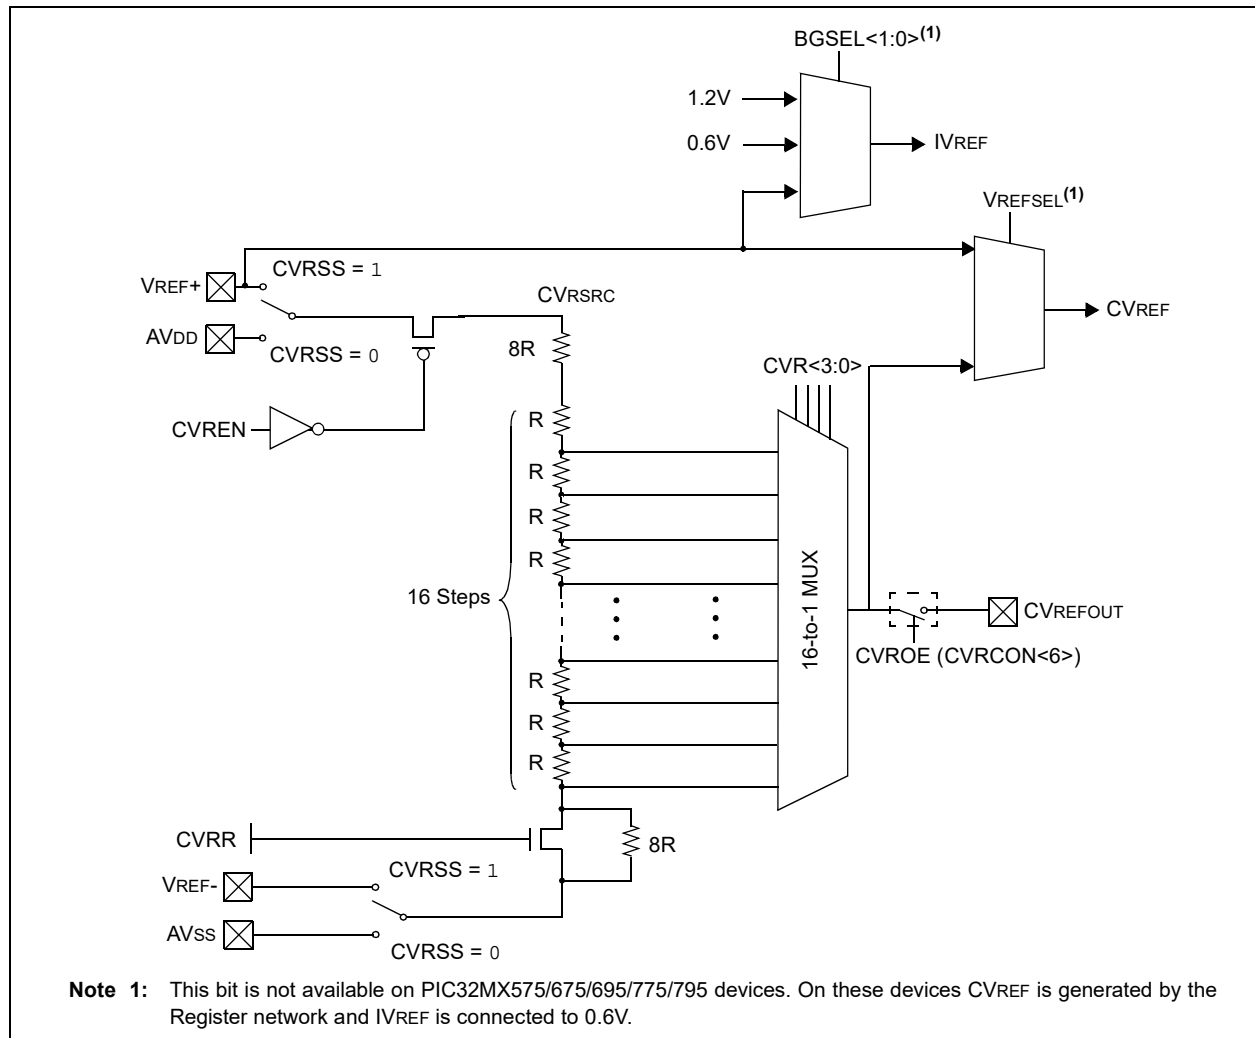 BGSEL<1:0>(1)
1.2V
0.6V
IVREF
VREFSEL(1)
CVRSS = 1
VREF+
CVRSRC
CVREF
AVDD
8R
CVRSS = 0
CVR<3:0>
CVREN
R
R
R
R
16 Steps
16-to-1 MUX
CVREFOUT
CVROE (CVRCON<6>)
R
R
R
CVRR
8R
CVRSS = 1
VREF-
AVSS
CVRSS = 0
Note 1: This bit is not available on PIC32MX575/675/695/775/795 devices. On these devices CVREF is generated by the
Register network and IVREF is connected to 0.6V.